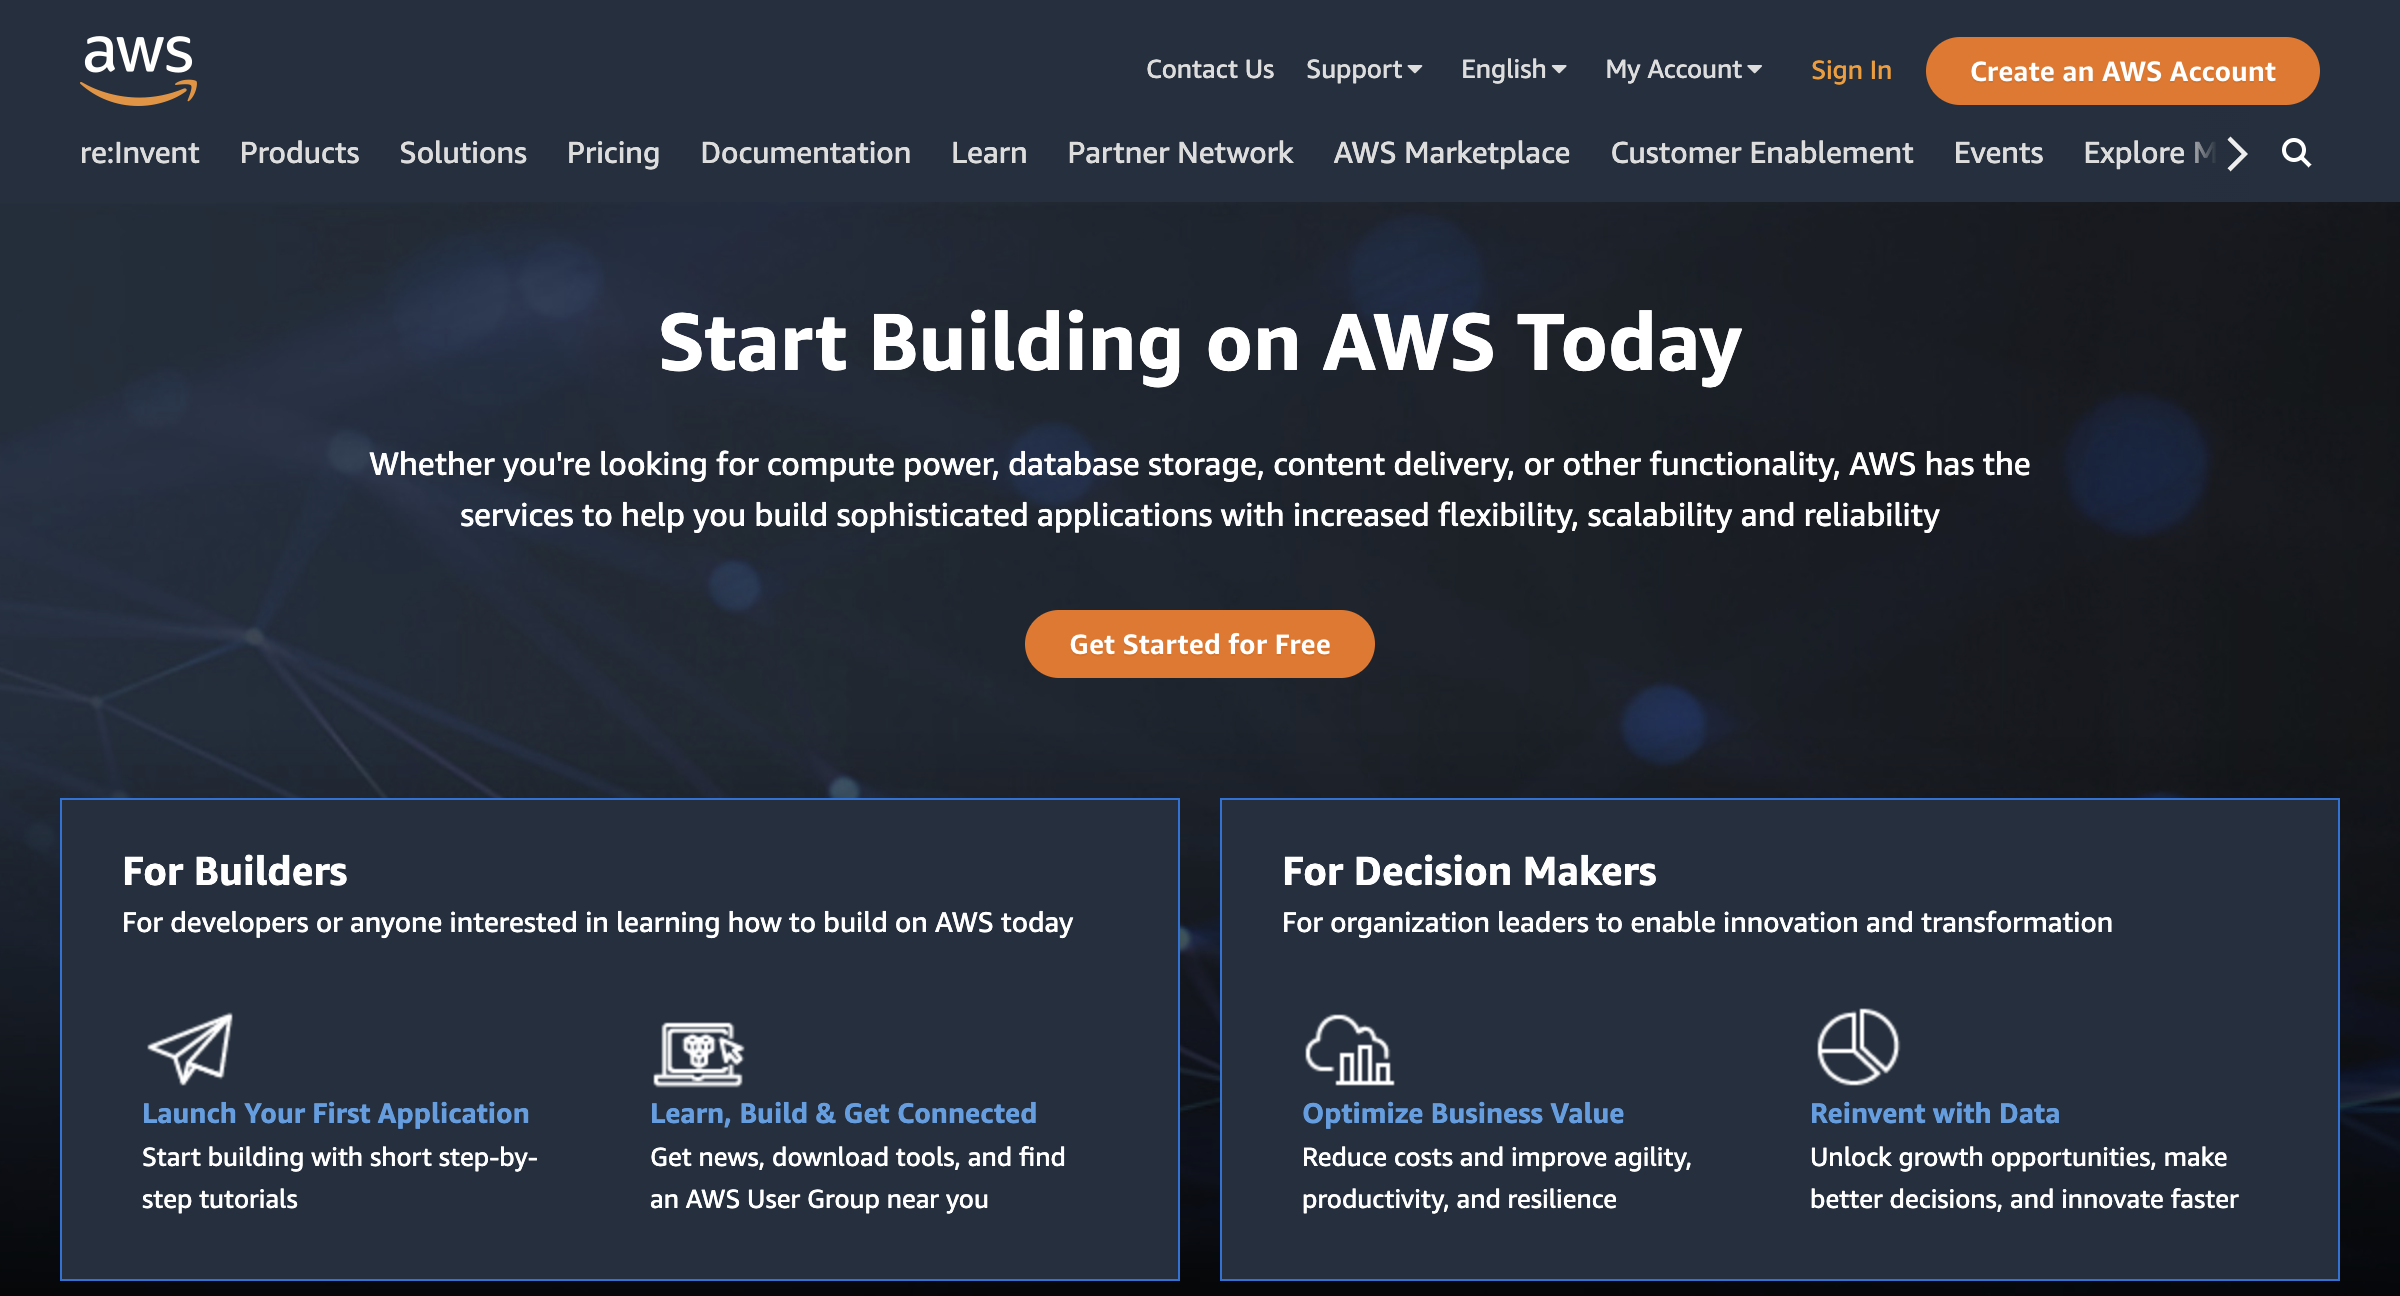 aws
Contact Us Support English My Account Sign In Create an AWS Account
re:Invent Products Solutions Pricing Documentation Learn Partner Network AWS Marketplace Customer Enablement Events Explore M
Start Building on AWS Today
Whether you're looking for compute power, database storage, content delivery, or other functionality, AWS has the
services to help you build sophisticated applications with increased flexibility, scalability and reliability
Get Started for Free
For Builders
For developers or anyone interested in learning how to build on AWS today
Launch Your First Application
Start building with short step-by-
step tutorials
Learn, Build & Get Connected
Get news, download tools, and find
an AWS User Group near you
For Decision Makers
For organization leaders to enable innovation and transformation
Optimize Business Value
Reduce costs and improve agility,
productivity, and resilience
Reinvent with Data
Unlock growth opportunities, make
better decisions, and innovate faster